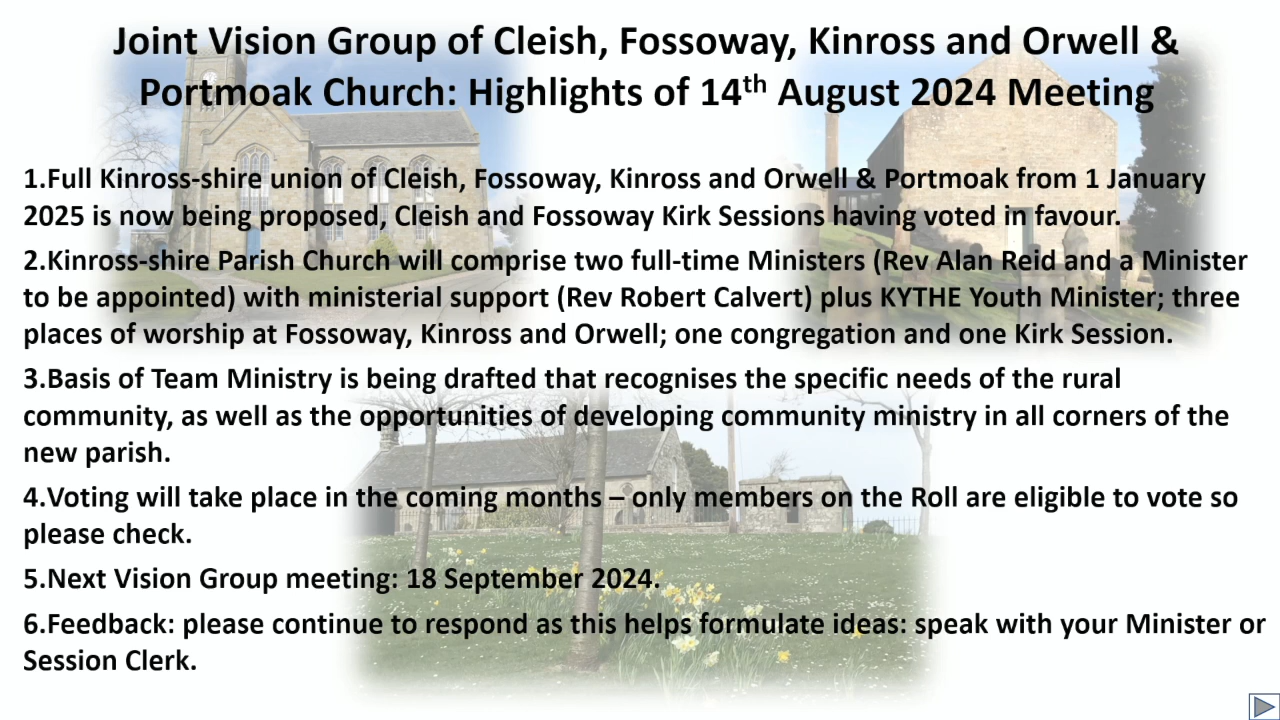 Joint Vision Group of Cleish, Fossoway, Kinross and Orwell &
Portmoak Church: Highlights of 14th August 2024 Meeting
1.Full Kinross-shire union of Cleish, Fossoway, Kinross and Orwell & Portmoak from 1 January
2025 is now being proposed, Cleish and Fossoway Kirk Sessions having voted in favour.
2.Kinross-shire Parish Church will comprise two full-time Ministers (Rev Alan Reid and a Minister
to be appointed) with ministerial support (Rev Robert Calvert) plus KYTHE Youth Minister; three
places of worship at Fossoway, Kinross and Orwell; one congregation and one Kirk Session.
3.Basis of Team Ministry is being drafted that recognises the specific needs of the rural
community, as well as the opportunities of developing community ministry in all corners of the
new parish.
4.Voting will take place in the coming months – only members on the Roll are eligible to vote so
please check.
5.Next Vision Group meeting: 18 September 2024.
6.Feedback: please continue to respond as this helps formulate ideas: speak with your Minister or
Session Clerk.